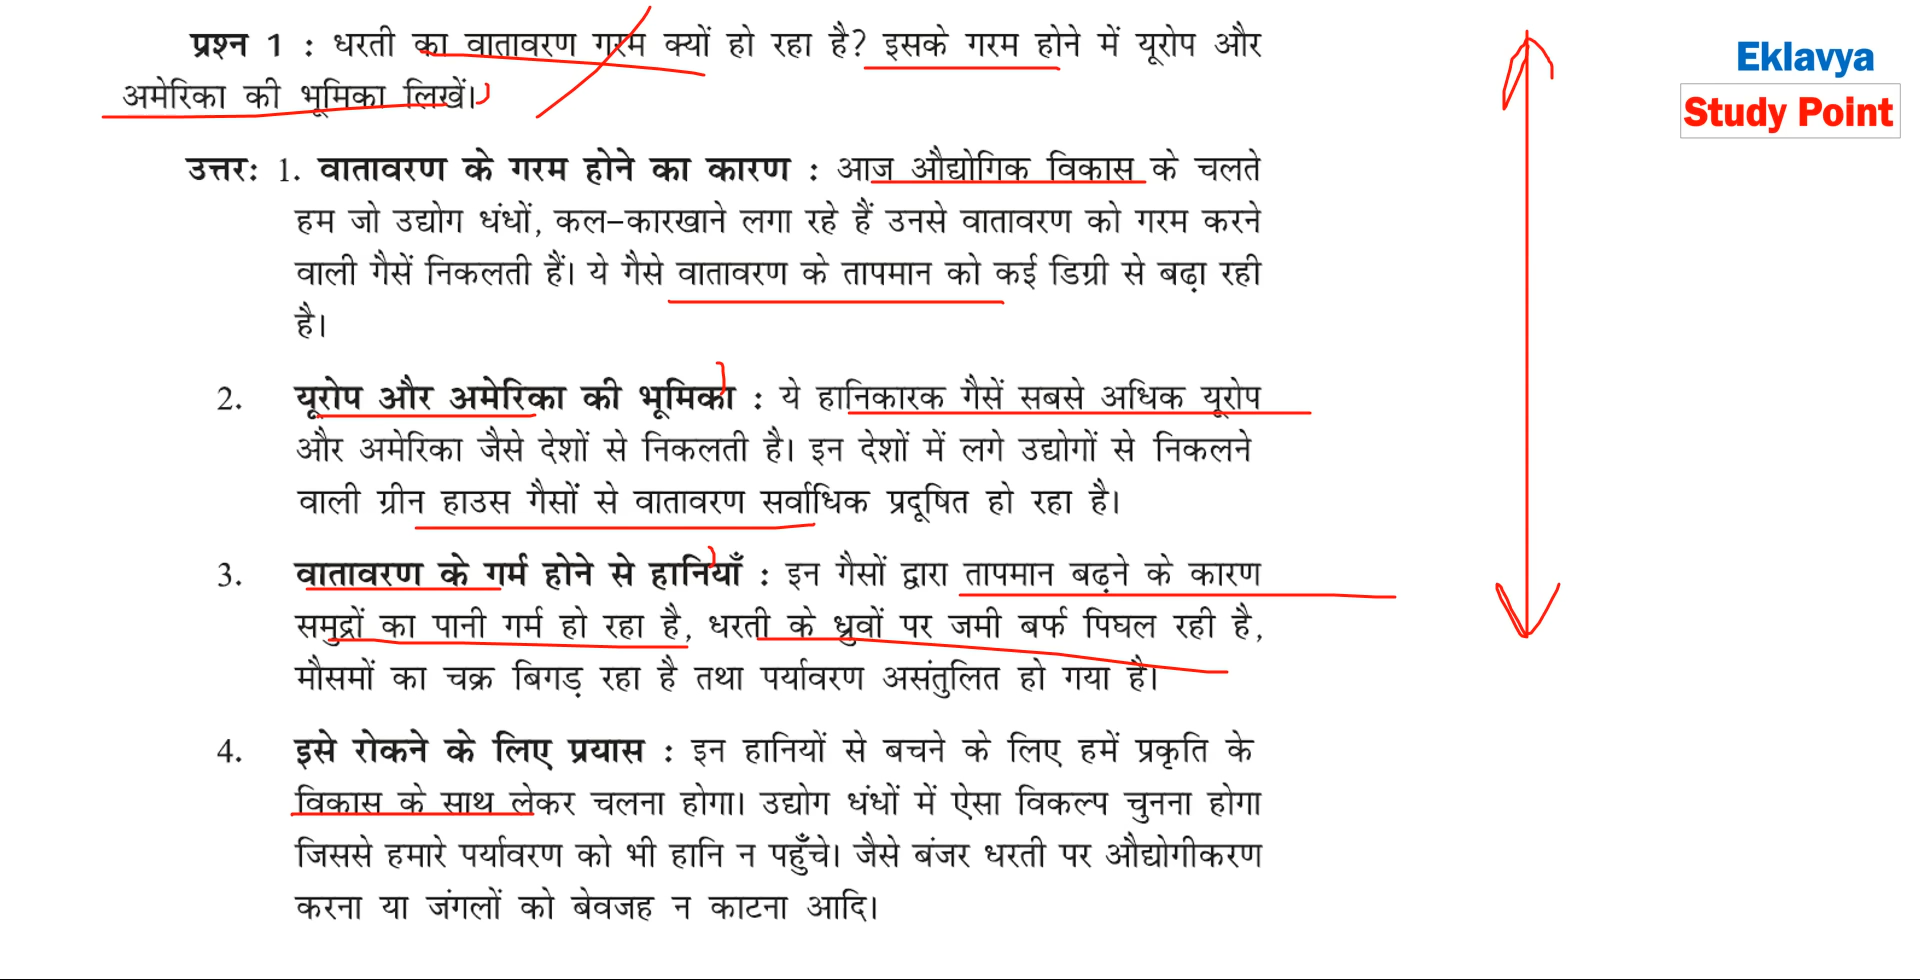 प्रश्न 1 : धरती का वातावरण गरम क्यों हो रहा है? इसके गरम होने में यूरोप और
अमेरिका की भूमिका लिखें।
Eklavya
Study Point
उत्तरः 1. वातावरण के गरम होने का कारण : आज औद्योगिक विकास के चलते
हम जो उद्योग धंधों, कल-कारखाने लगा रहे हैं उनसे वातावरण को गरम करने
वाली गैसें निकलती हैं। ये गैसे वातावरण के तापमान को कई डिग्री से बढ़ा रही
है।
2. यूरोप और अमेरिका की भूमिका : ये हानिकारक गैसें सबसे अधिक यूरोप
और अमेरिका जैसे देशों से निकलती है। इन देशों में लगे उद्योगों से निकलने
वाली ग्रीन हाउस गैसों से वातावरण सर्वाधिक प्रदूषित हो रहा है।
3. वातावरण के गर्म होने से हानियाँ : इन गैसों द्वारा तापमान बढ़ने के कारण
समुद्रों का पानी गर्म हो रहा है, धरती के ध्रुवों पर जमी बर्फ पिघल रही है,
मौसमों का चक्र बिगड़ रहा है तथा पर्यावरण असंतुलित हो गया है।
4. इसे रोकने के लिए प्रयास : इन हानियों से बचने के लिए हमें प्रकृति के
विकास के साथ लेकर चलना होगा। उद्योग धंधों में ऐसा विकल्प चुनना होगा
जिससे हमारे पर्यावरण को भी हानि न पहुँचे। जैसे बंजर धरती पर औद्योगीकरण
करना या जंगलों को बेवजह न काटना आदि।